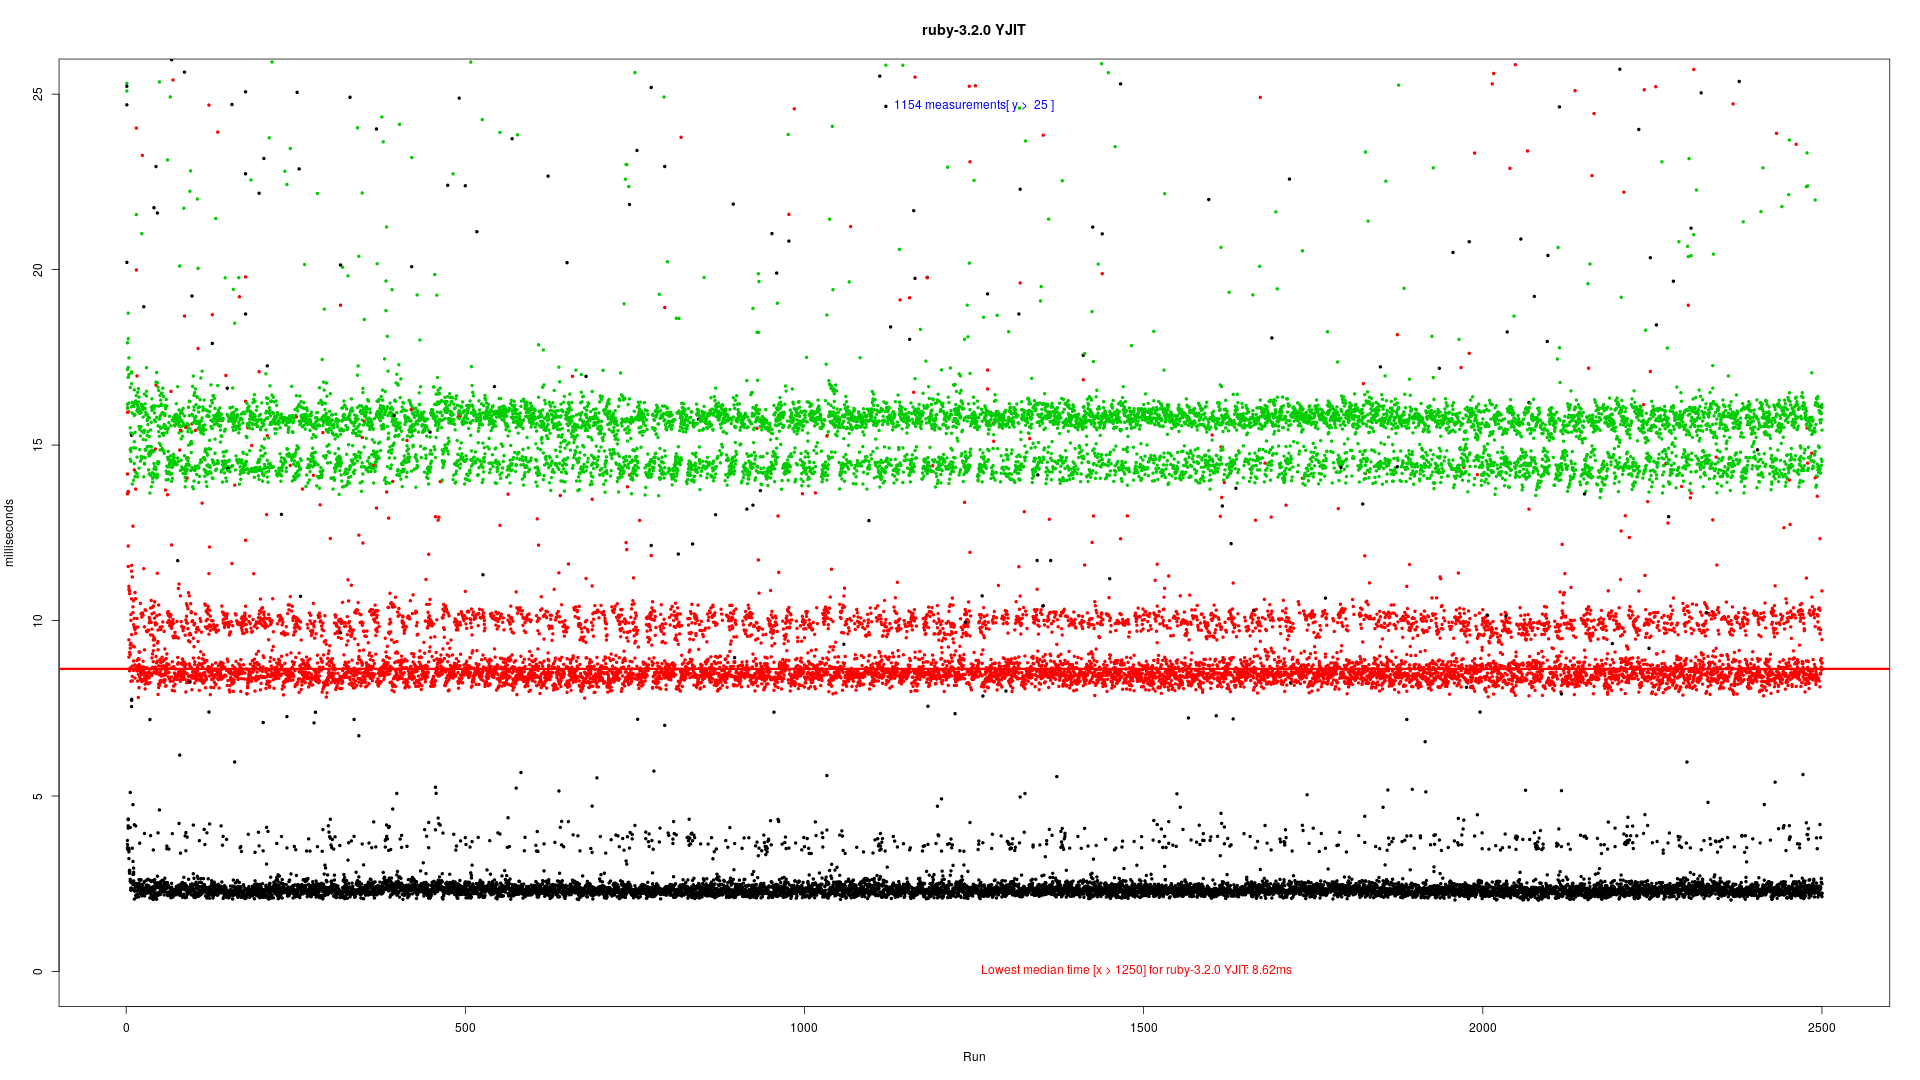 ruby-3.2.0 YJIT
25
1154 measurements[ y > 25 ]
20
15
milliseconds
10
5
Lowest median time [x > 1250] for ruby-3.2.0 YJIT: 8.62ms
0
0 500 1000 1500 2000 2500
Run